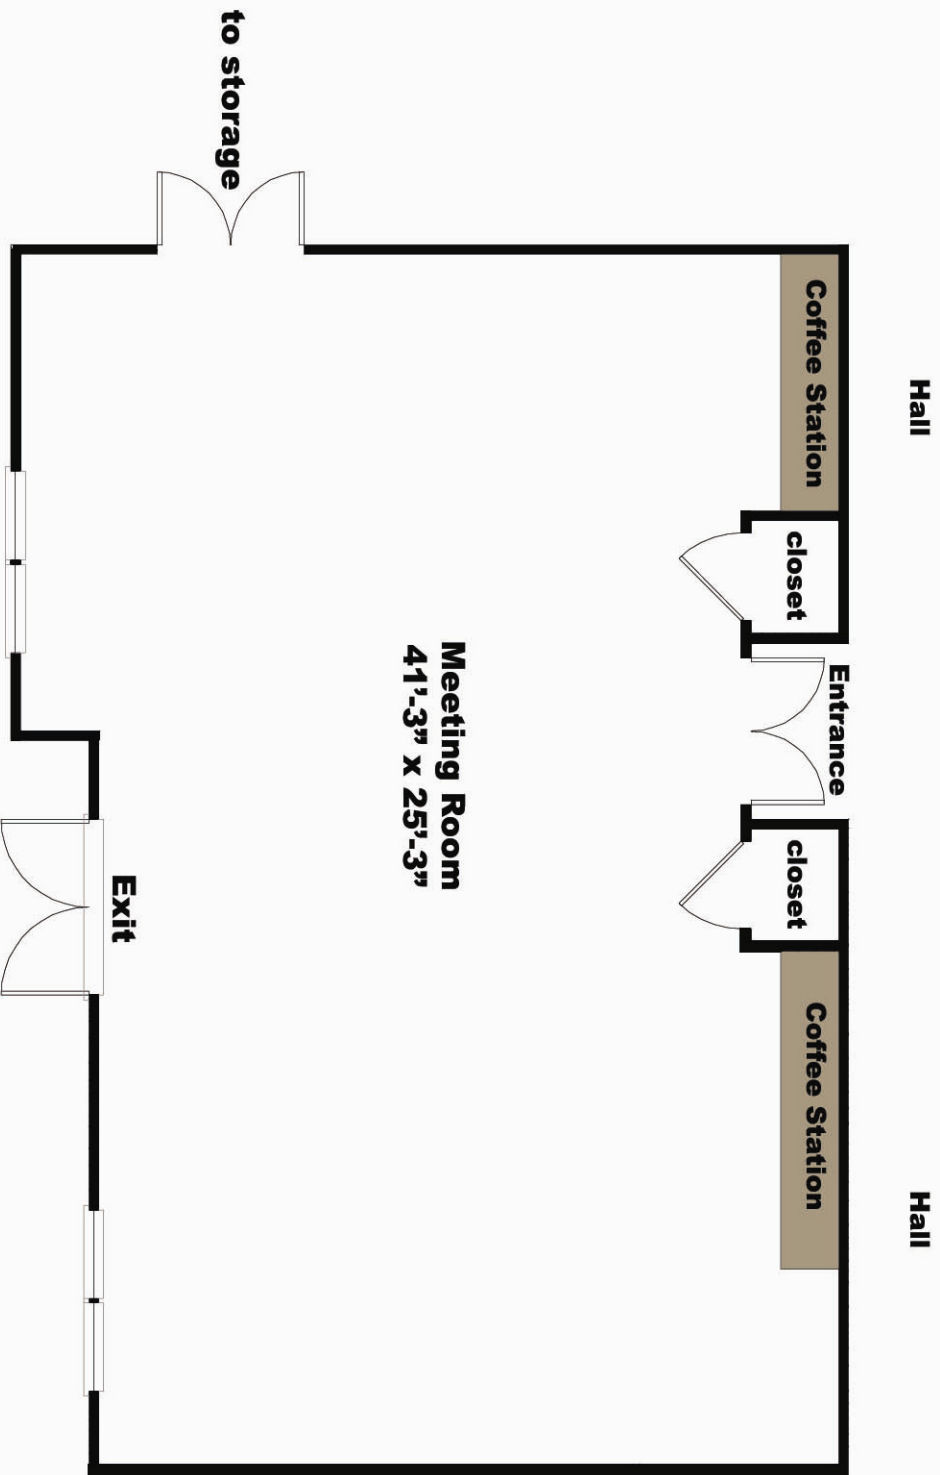 Hall
Hall
Coffee Station
closet
Entrance
closet
Coffee Station
Meeting Room
41'-3" x 25'-3"
to storage
Exit